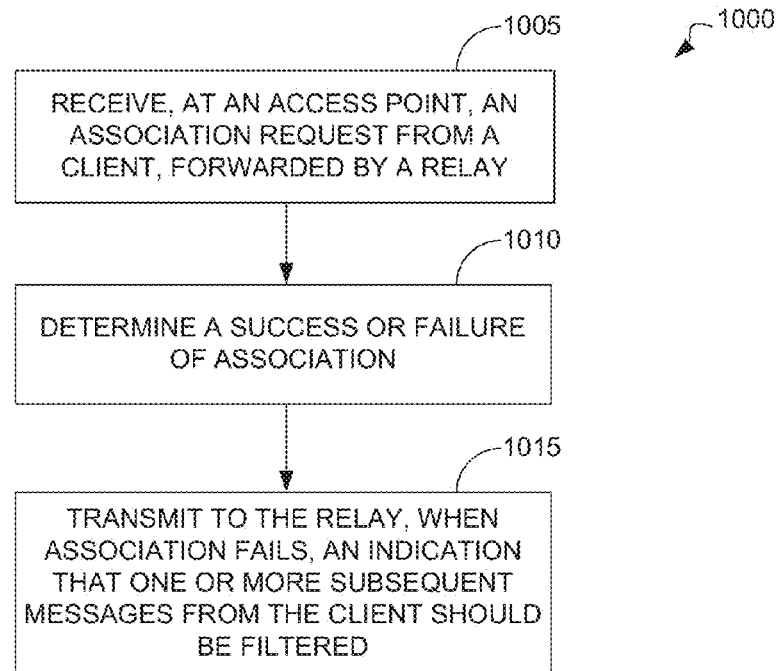 1000
1005
RECEIVE, AT AN ACCESS POINT, AN
ASSOCIATION REQUEST FROM A
CLIENT, FORWARDED BY A RELAY
1010
DETERMINE A SUCCESS OR FAILURE
OF ASSOCIATION
1015
TRANSMIT TO THE RELAY, WHEN
ASSOCIATION FAILS, AN INDICATION
THAT ONE OR MORE SUBSEQUENT
MESSAGES FROM THE CLIENT SHOULD
BE FILTERED